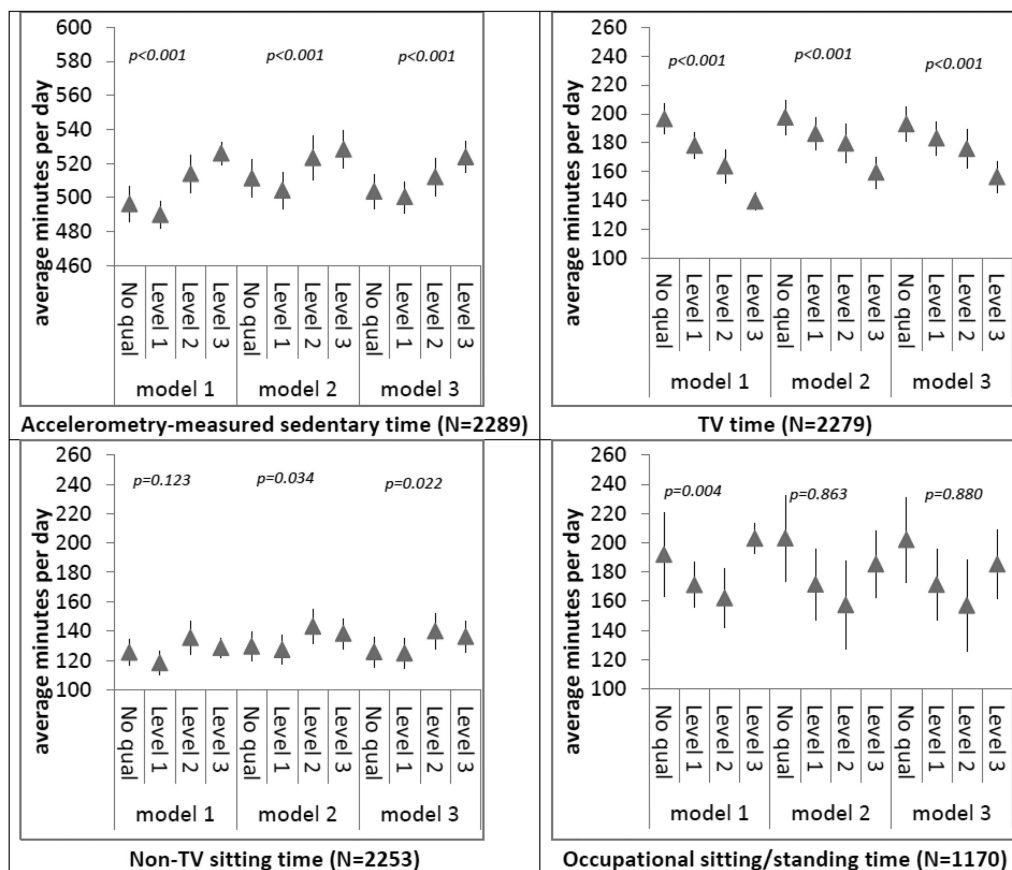 average minutes per day
600
580
560
540
520
500
480
460
p<0.001
p<0.001
p<0.001
No qual
Level 1
Level 2
Level 3
No qual
Level 1
Level 2
Level 3
No qual
Level 1
Level 2
Level 3
model 1
model 2
model 3
Accelerometry-measured sedentary time (N=2289)
average minutes per day
260
240
220
200
180
160
140
120
100
p<0.001
p<0.001
p<0.001
No qual
Level 1
Level 2
Level 3
No qual
Level 1
Level 2
Level 3
No qual
Level 1
Level 2
Level 3
model 1
model 2
model 3
TV time (N=2279)
average minutes per day
260
240
220
200
180
160
140
120
100
p=0.123
p=0.034
p=0.022
No qual
Level 1
Level 2
Level 3
No qual
Level 1
Level 2
Level 3
No qual
Level 1
Level 2
Level 3
model 1
model 2
model 3
Non-TV sitting time (N=2253)
average minutes per day
260
240
220
200
180
160
140
120
100
p=0.004
p=0.863
p=0.880
No qual
Level 1
Level 2
Level 3
No qual
Level 1
Level 2
Level 3
No qual
Level 1
Level 2
Level 3
model 1
model 2
model 3
Occupational sitting/standing time (N=1170)